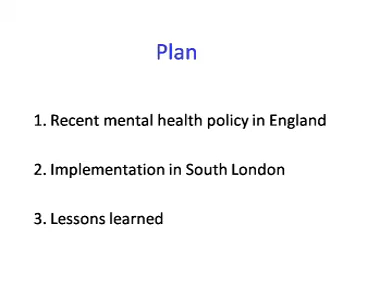 Plan
1. Recent mental health policy in England
2. Implementation in South London
3. Lessons learned